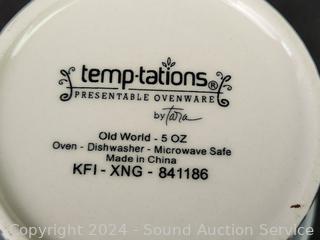 temp-tations®
PRESENTABLE OVENWARE
by tara
Old World - 5 OZ
Oven - Dishwasher - Microwave Safe
Made in China
KFI - XNG - 841186
Copyright 2024 - Sound Auction Service